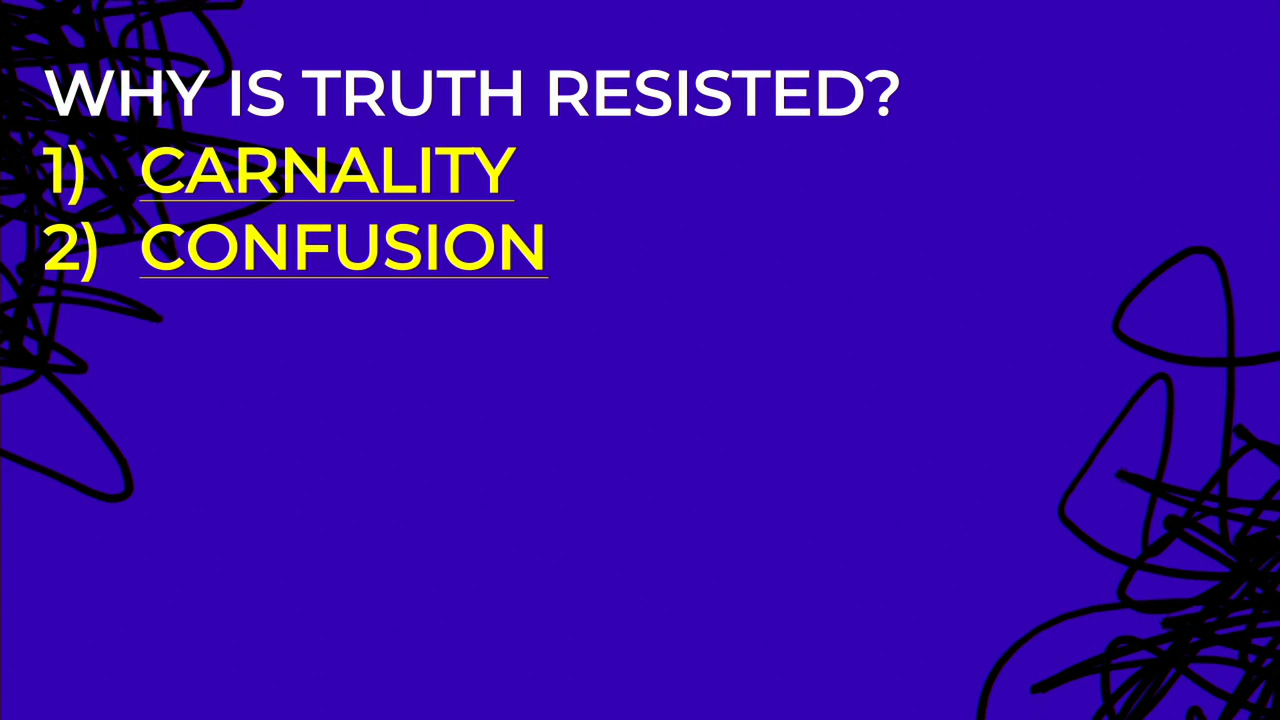 WHY IS TRUTH RESISTED?
1) CARNALITY
2) CONFUSION